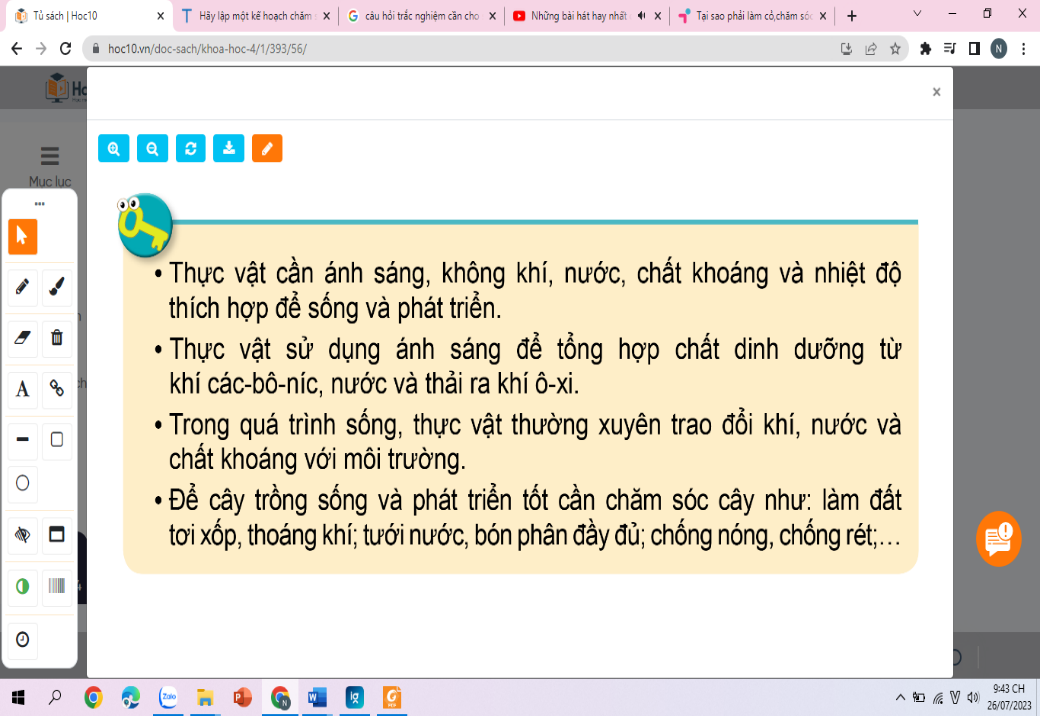 Tủ sách | Hoc10
Hãy lập một kế hoạch chăm s
câu hỏi trắc nghiệm cần cho
Những bài hát hay nhất
Tại sao phải làm cỏ,chăm sóc
hoc10.vn/doc-sach/khoa-hoc-4/1/393/56/
N
Mục lục
Thực vật cần ánh sáng, không khí, nước, chất khoáng và nhiệt độ
thích hợp để sống và phát triển.
Thực vật sử dụng ánh sáng để tổng hợp chất dinh dưỡng từ
khí các-bô-níc, nước và thải ra khí ô-xi.
Trong quá trình sống, thực vật thường xuyên trao đổi khí, nước và
chất khoáng với môi trường.
Để cây trồng sống và phát triển tốt cần chăm sóc cây như: làm đất
tơi xốp, thoáng khí; tưới nước, bón phân đầy đủ; chống nóng, chống rét;...
A
Zalo
9:43 CH
26/07/2023